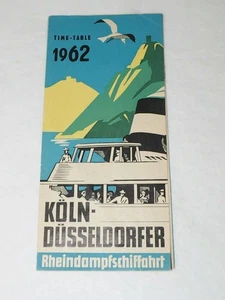 TIME-TABLE
1962
KÖLN-
DÜSSELDORFER
Rheindampfschiffahrt